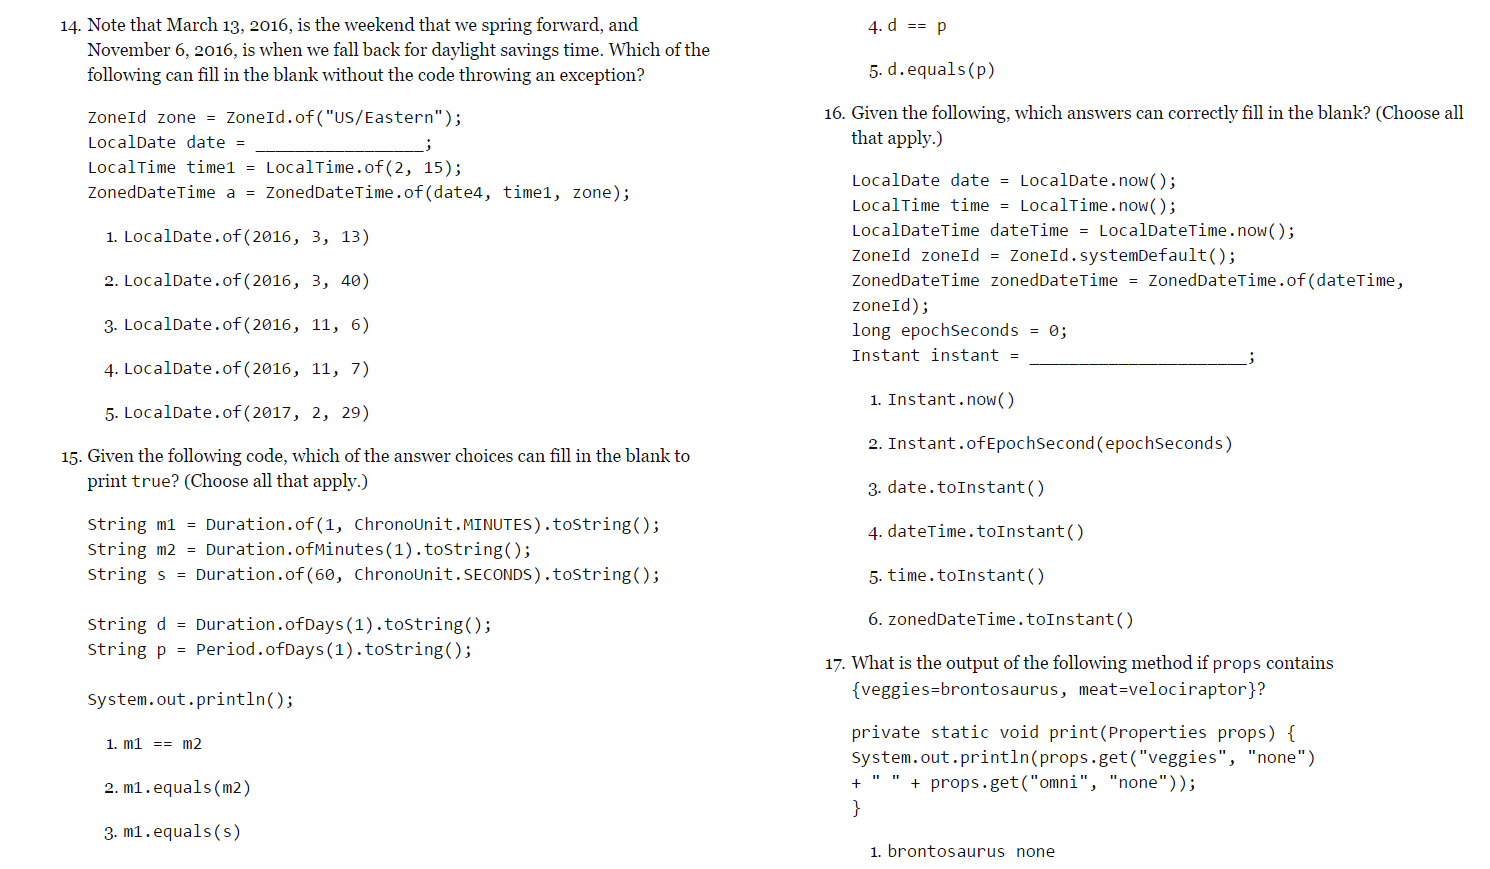 14. Note that March 13, 2016, is the weekend that we spring forward, and
November 6, 2016, is when we fall back for daylight savings time. Which of the
following can fill in the blank without the code throwing an exception?
ZoneId zone = ZoneId.of("US/Eastern");
LocalDate date = _________________;
LocalTime time1 = LocalTime.of(2, 15);
ZonedDateTime a = ZonedDateTime.of(date4, time1, zone);
1. LocalDate.of(2016, 3, 13)
2. LocalDate.of(2016, 3, 40)
3. LocalDate.of(2016, 11, 6)
4. LocalDate.of(2016, 11, 7)
5. LocalDate.of(2017, 2, 29)
15. Given the following code, which of the answer choices can fill in the blank to
print true? (Choose all that apply.)
String m1 = Duration.of(1, ChronoUnit.MINUTES).toString();
String m2 = Duration.ofMinutes(1).toString();
String s = Duration.of(60, ChronoUnit.SECONDS).toString();
String d = Duration.ofDays(1).toString();
String p = Period.ofDays(1).toString();
System.out.println();
1. m1 == m2
2. m1.equals(m2)
3. m1.equals(s)
4. d == p
5. d.equals(p)
16. Given the following, which answers can correctly fill in the blank? (Choose all
that apply.)
LocalDate date = LocalDate.now();
LocalTime time = LocalTime.now();
LocalDateTime dateTime = LocalDateTime.now();
ZoneId zoneId = ZoneId.systemDefault();
ZonedDateTime zonedDateTime = ZonedDateTime.of(dateTime,
zoneId);
long epochSeconds = 0;
Instant instant = ______________________;
1. Instant.now()
2. Instant.ofEpochSecond(epochSeconds)
3. date.toInstant()
4. dateTime.toInstant()
5. time.toInstant()
6. zonedDateTime.toInstant()
17. What is the output of the following method if props contains
{veggies=brontosaurus, meat=velociraptor}?
private static void print(Properties props) {
System.out.println(props.get("veggies", "none")
+ " " + props.get("omni", "none"));
}
1. brontosaurus none